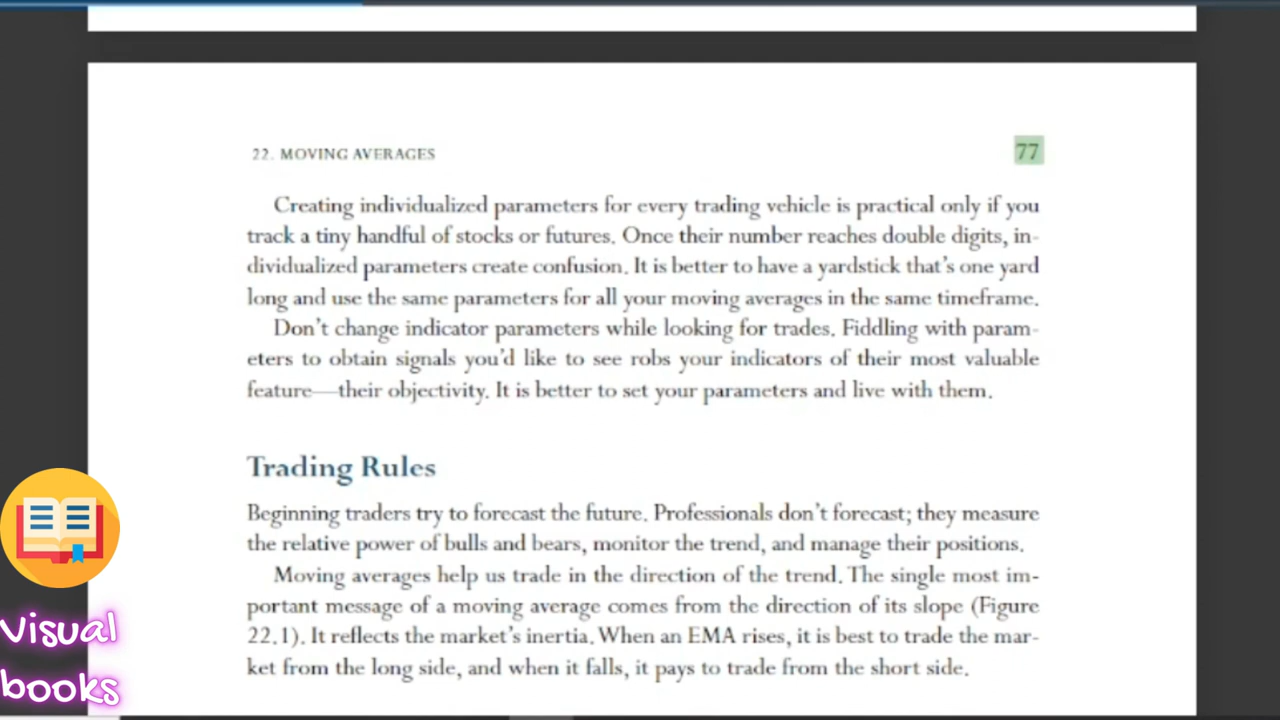 22. MOVING AVERAGES
77
Creating individualized parameters for every trading vehicle is practical only if you
track a tiny handful of stocks or futures. Once their number reaches double digits, in-
dividualized parameters create confusion. It is better to have a yardstick that's one yard
long and use the same parameters for all your moving averages in the same timeframe.
Don't change indicator parameters while looking for trades. Fiddling with param-
eters to obtain signals you'd like to see robs your indicators of their most valuable
feature—their objectivity. It is better to set your parameters and live with them.
Trading Rules
Beginning traders try to forecast the future. Professionals don't forecast; they measure
the relative power of bulls and bears, monitor the trend, and manage their positions.
Moving averages help us trade in the direction of the trend. The single most im-
portant message of a moving average comes from the direction of its slope (Figure
22.1). It reflects the market's inertia. When an EMA rises, it is best to trade the mar-
ket from the long side, and when it falls, it pays to trade from the short side.
Visual
books